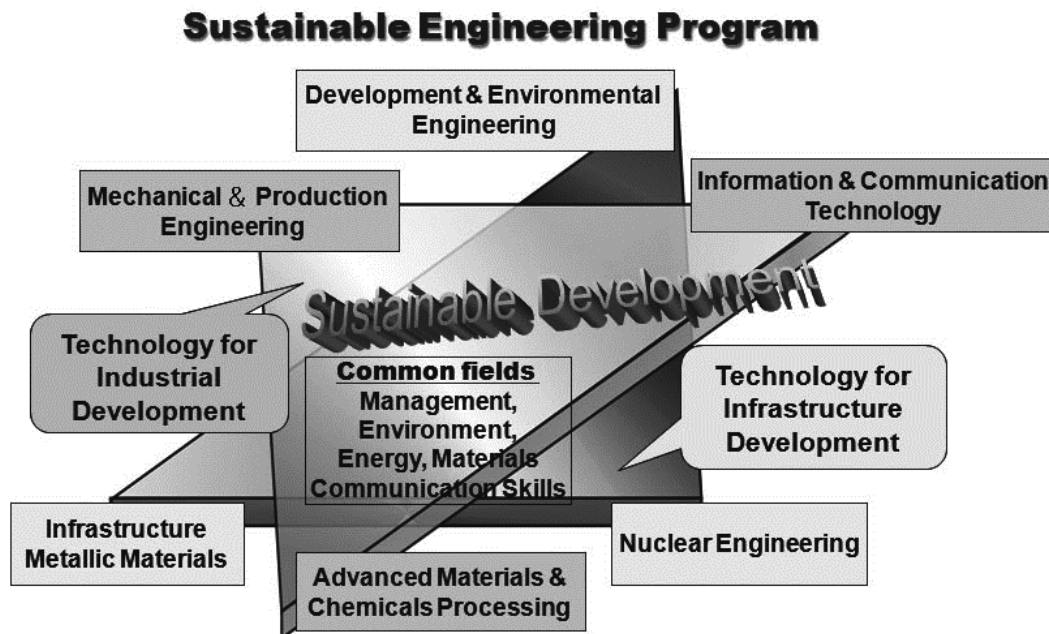 Sustainable Engineering Program
Development & Environmental
Engineering
Mechanical & Production
Engineering
Information & Communication
Technology
Sustainable Development
Technology for
Industrial
Development
Common fields
Management,
Environment,
Energy, Materials
Communication Skills
Technology for
Infrastructure
Development
Infrastructure
Metallic Materials
Advanced Materials &
Chemicals Processing
Nuclear Engineering